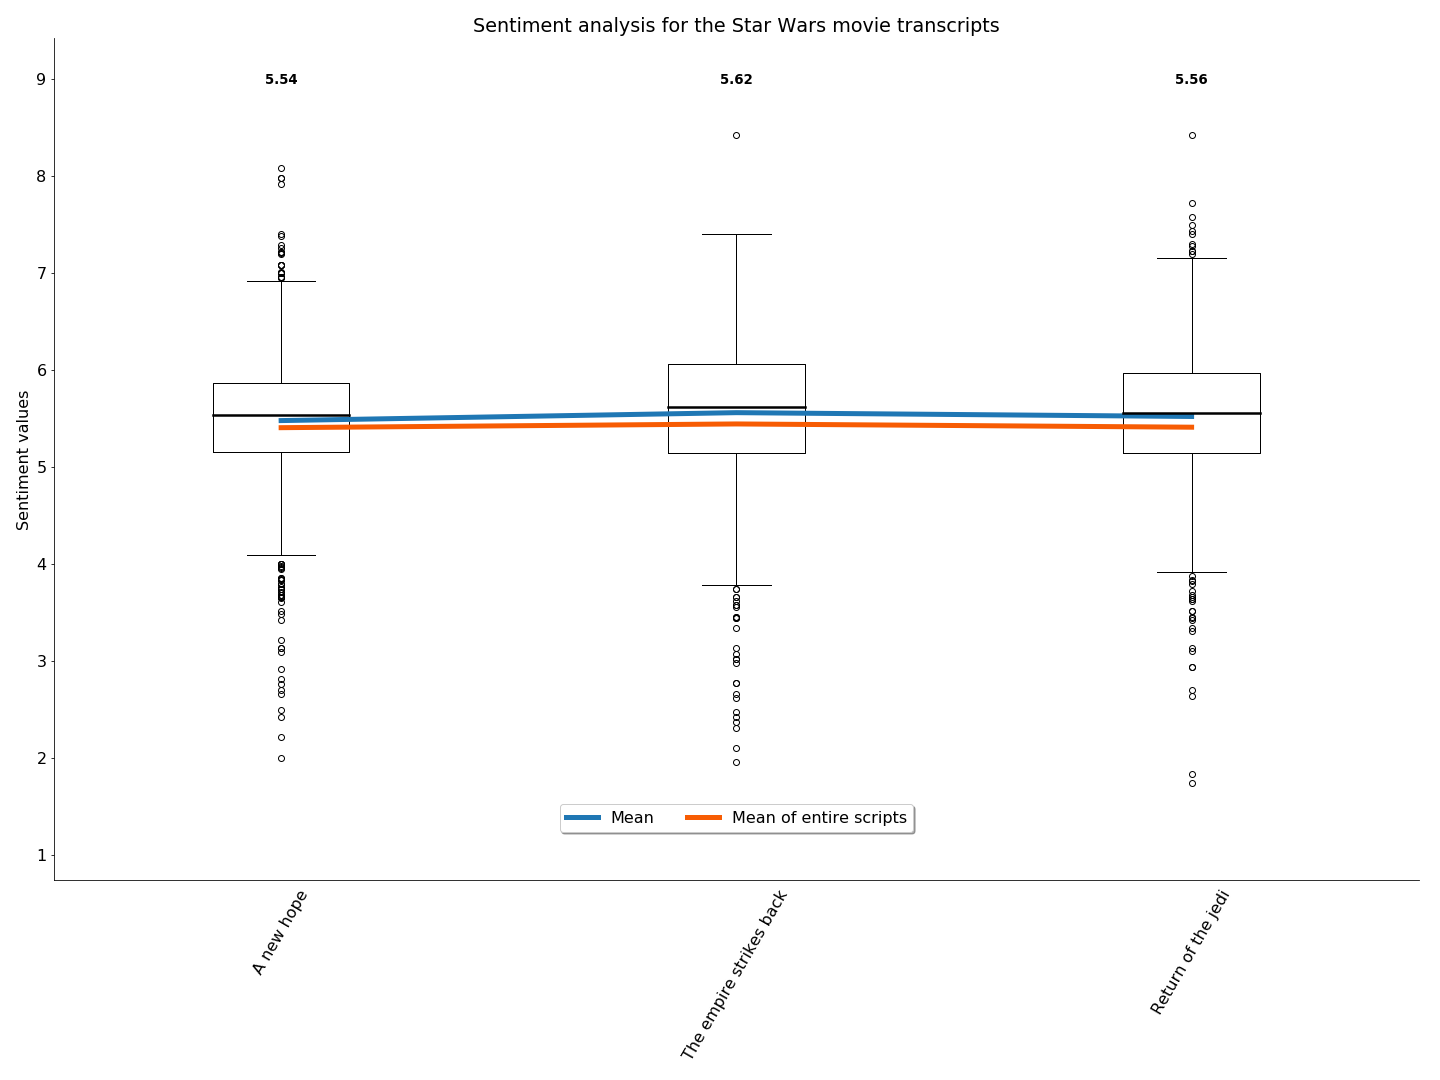 Sentiment analysis for the Star Wars movie transcripts
9
8
7
6
5
4
3
2
1
Sentiment values
5.54
5.62
5.56
Mean
Mean of entire scripts
A new hope
The empire strikes back
Return of the jedi